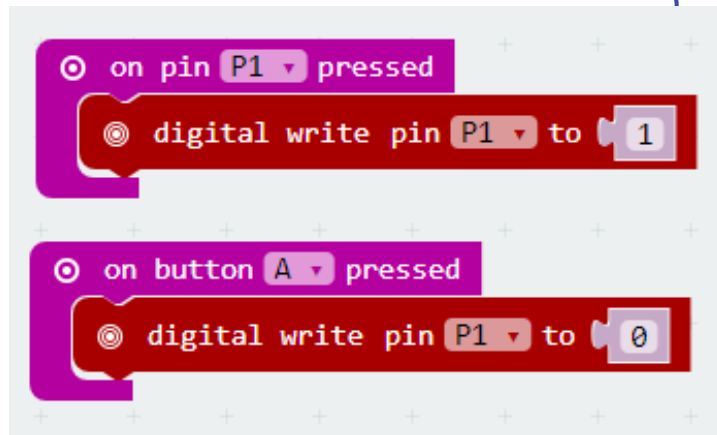 on pin P1 pressed
digital write pin P1 to 1
on button A pressed
digital write pin P1 to 0